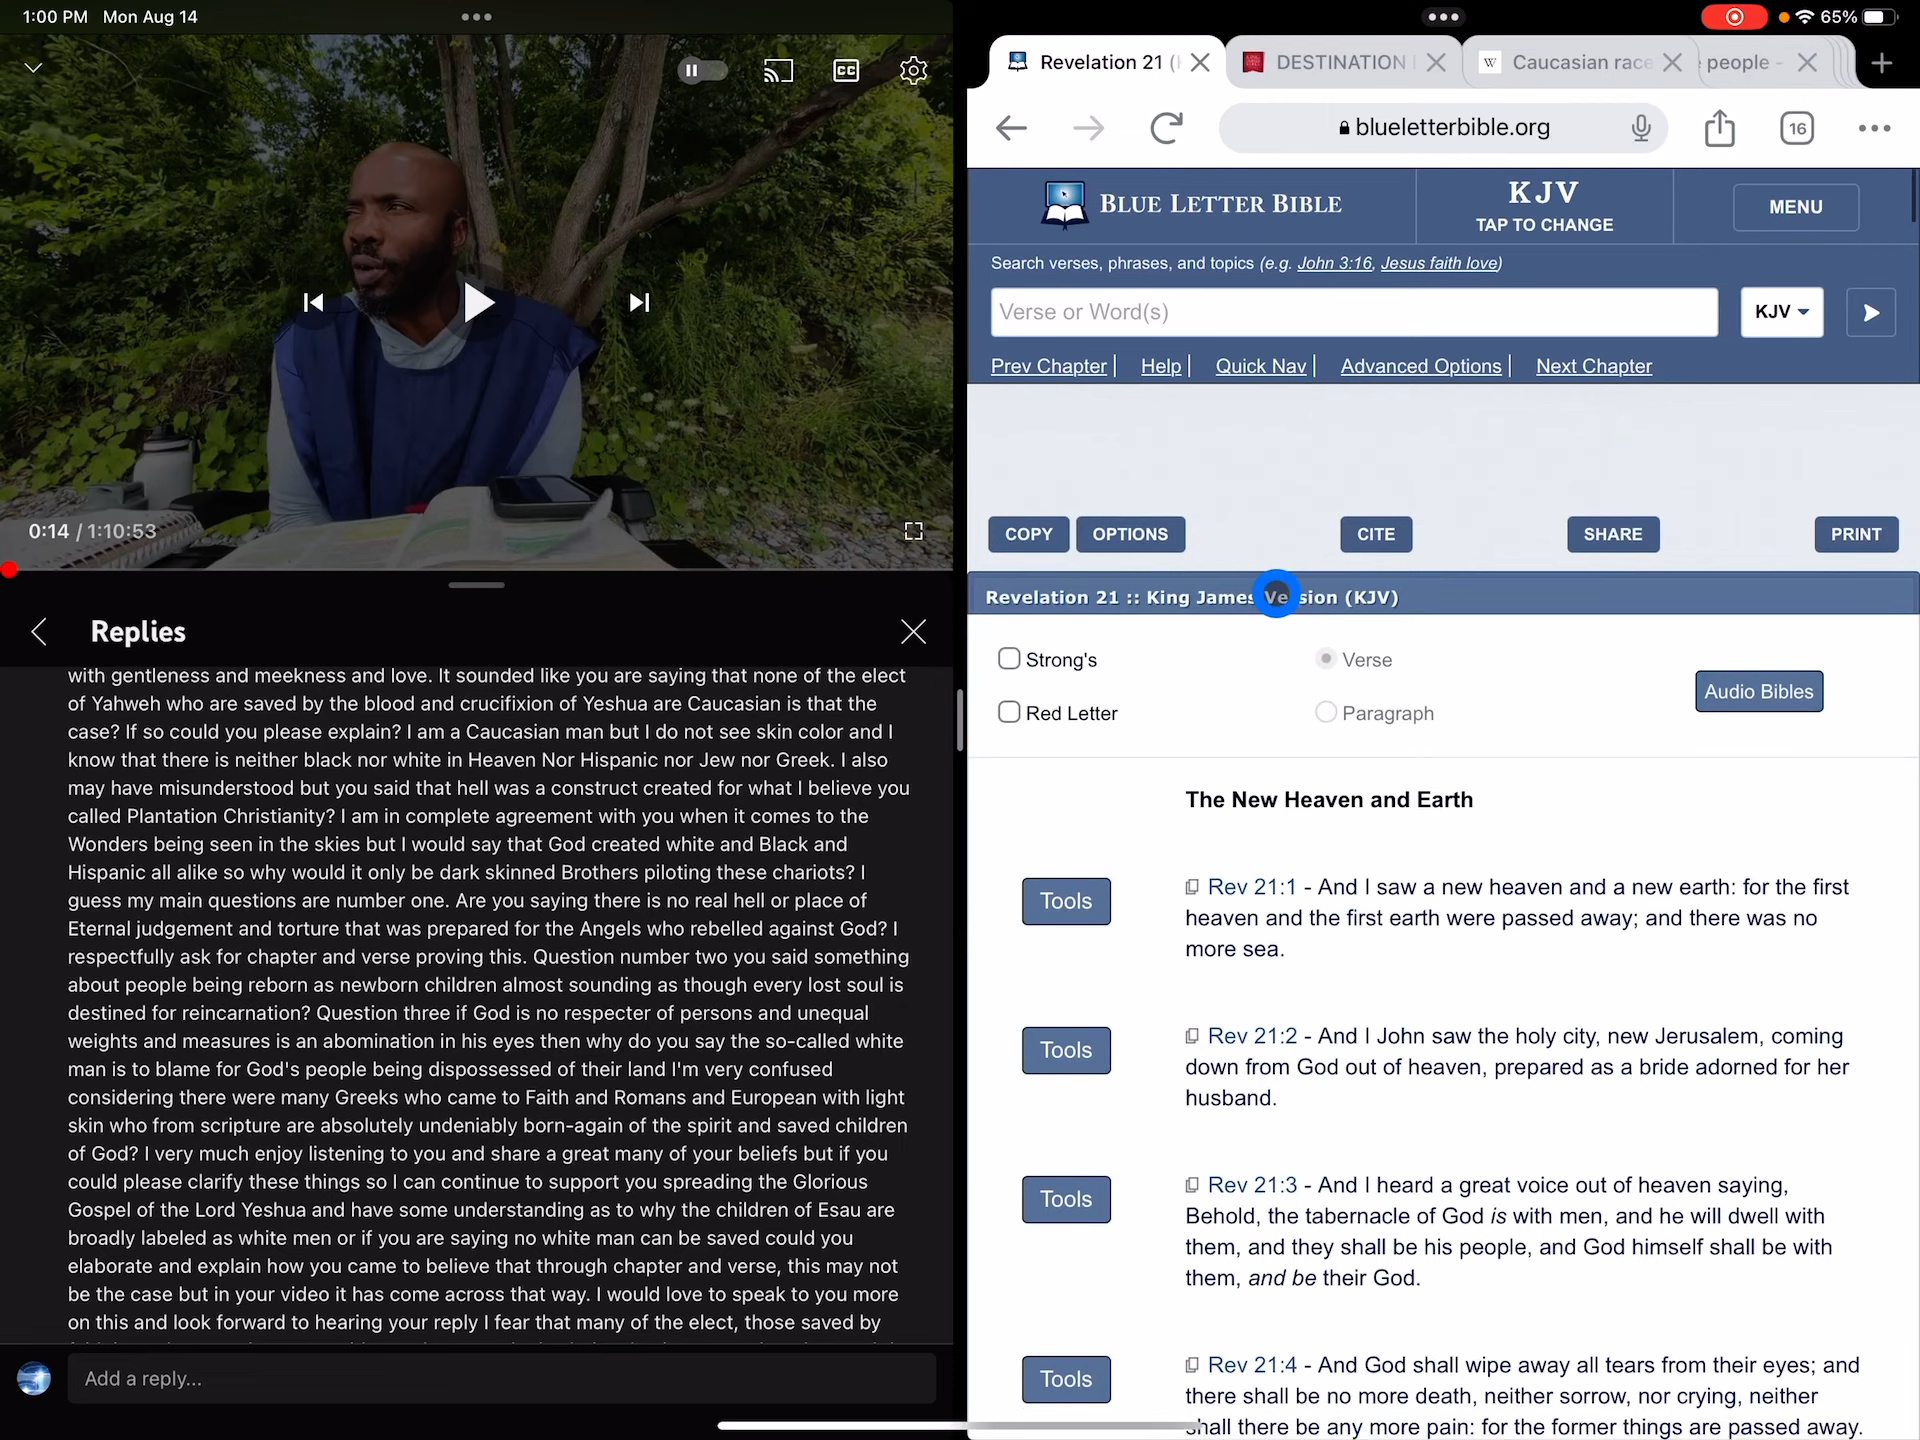 1:00 PM Mon Aug 14
CC
0:14 / 1:10:53
Replies
with gentleness and meekness and love. It sounded like you are saying that none of the elect
of Yahweh who are saved by the blood and crucifixion of Yeshua are Caucasian is that the
case? If so could you please explain? I am a Caucasian man but I do not see skin color and I
know that there is neither black nor white in Heaven Nor Hispanic nor Jew nor Greek. I also
may have misunderstood but you said that hell was a construct created for what I believe you
called Plantation Christianity? I am in complete agreement with you when it comes to the
Wonders being seen in the skies but I would say that God created white and Black and
Hispanic all alike so why would it only be dark skinned Brothers piloting these chariots? I
guess my main questions are number one. Are you saying there is no real hell or place of
Eternal judgement and torture that was prepared for the Angels who rebelled against God? I
respectfully ask for chapter and verse proving this. Question number two you said something
about people being reborn as newborn children almost sounding as though every lost soul is
destined for reincarnation? Question three if God is no respecter of persons and unequal
weights and measures is an abomination in his eyes then why do you say the so-called white
man is to blame for God's people being dispossessed of their land I'm very confused
considering there were many Greeks who came to Faith and Romans and European with light
skin who from scripture are absolutely undeniably born-again of the spirit and saved children
of God? I very much enjoy listening to you and share a great many of your beliefs but if you
could please clarify these things so I can continue to support you spreading the Glorious
Gospel of the Lord Yeshua and have some understanding as to why the children of Esau are
broadly labeled as white men or if you are saying no white man can be saved could you
elaborate and explain how you came to believe that through chapter and verse, this may not
be the case but in your video it has come across that way. I would love to speak to you more
on this and look forward to hearing your reply I fear that many of the elect, those saved by
Add a reply...
65%
Revelation 21 (
DESTINATION
W Caucasian race
people -
blueletterbible.org
16
BLUE LETTER BIBLE
KJV
TAP TO CHANGE
MENU
Search verses, phrases, and topics (e.g. John 3:16, Jesus faith love)
Verse or Word(s)
KJV
Prev Chapter | Help | Quick Nav | Advanced Options | Next Chapter
COPY OPTIONS CITE SHARE PRINT
Revelation 21 :: King James Version (KJV)
Strong's Verse
Audio Bibles
Red Letter Paragraph
The New Heaven and Earth
Tools
Rev 21:1 - And I saw a new heaven and a new earth: for the first
heaven and the first earth were passed away; and there was no
more sea.
Tools
Rev 21:2 - And I John saw the holy city, new Jerusalem, coming
down from God out of heaven, prepared as a bride adorned for her
husband.
Tools
Rev 21:3 - And I heard a great voice out of heaven saying,
Behold, the tabernacle of God is with men, and he will dwell with
them, and they shall be his people, and God himself shall be with
them, and be their God.
Tools
Rev 21:4 - And God shall wipe away all tears from their eyes; and
there shall be no more death, neither sorrow, nor crying, neither
shall there be any more pain: for the former things are passed away.